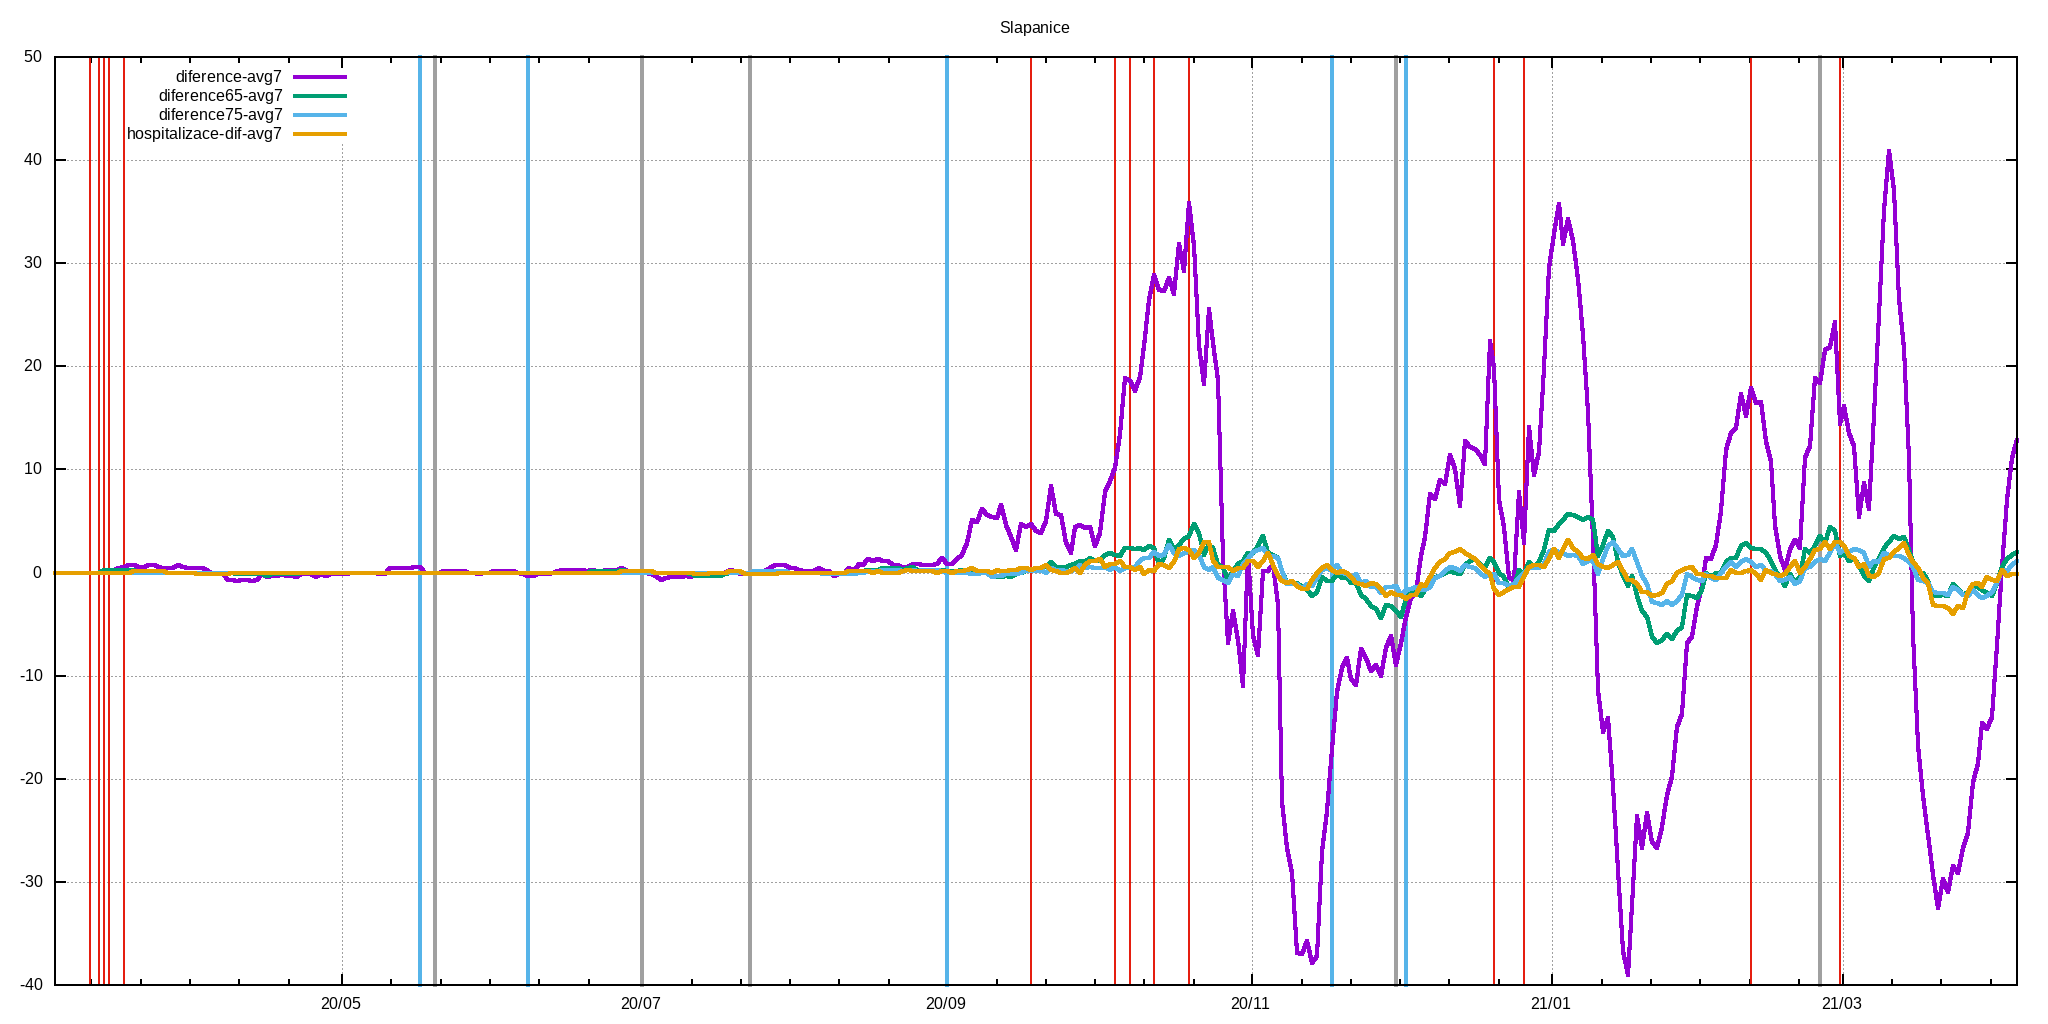 Slapanice
50
40
30
20
10
0
-10
-20
-30
-40
diference-avg7
diference65-avg7
diference75-avg7
hospitalizace-dif-avg7
20/05 20/07 20/09 20/11 21/01 21/03